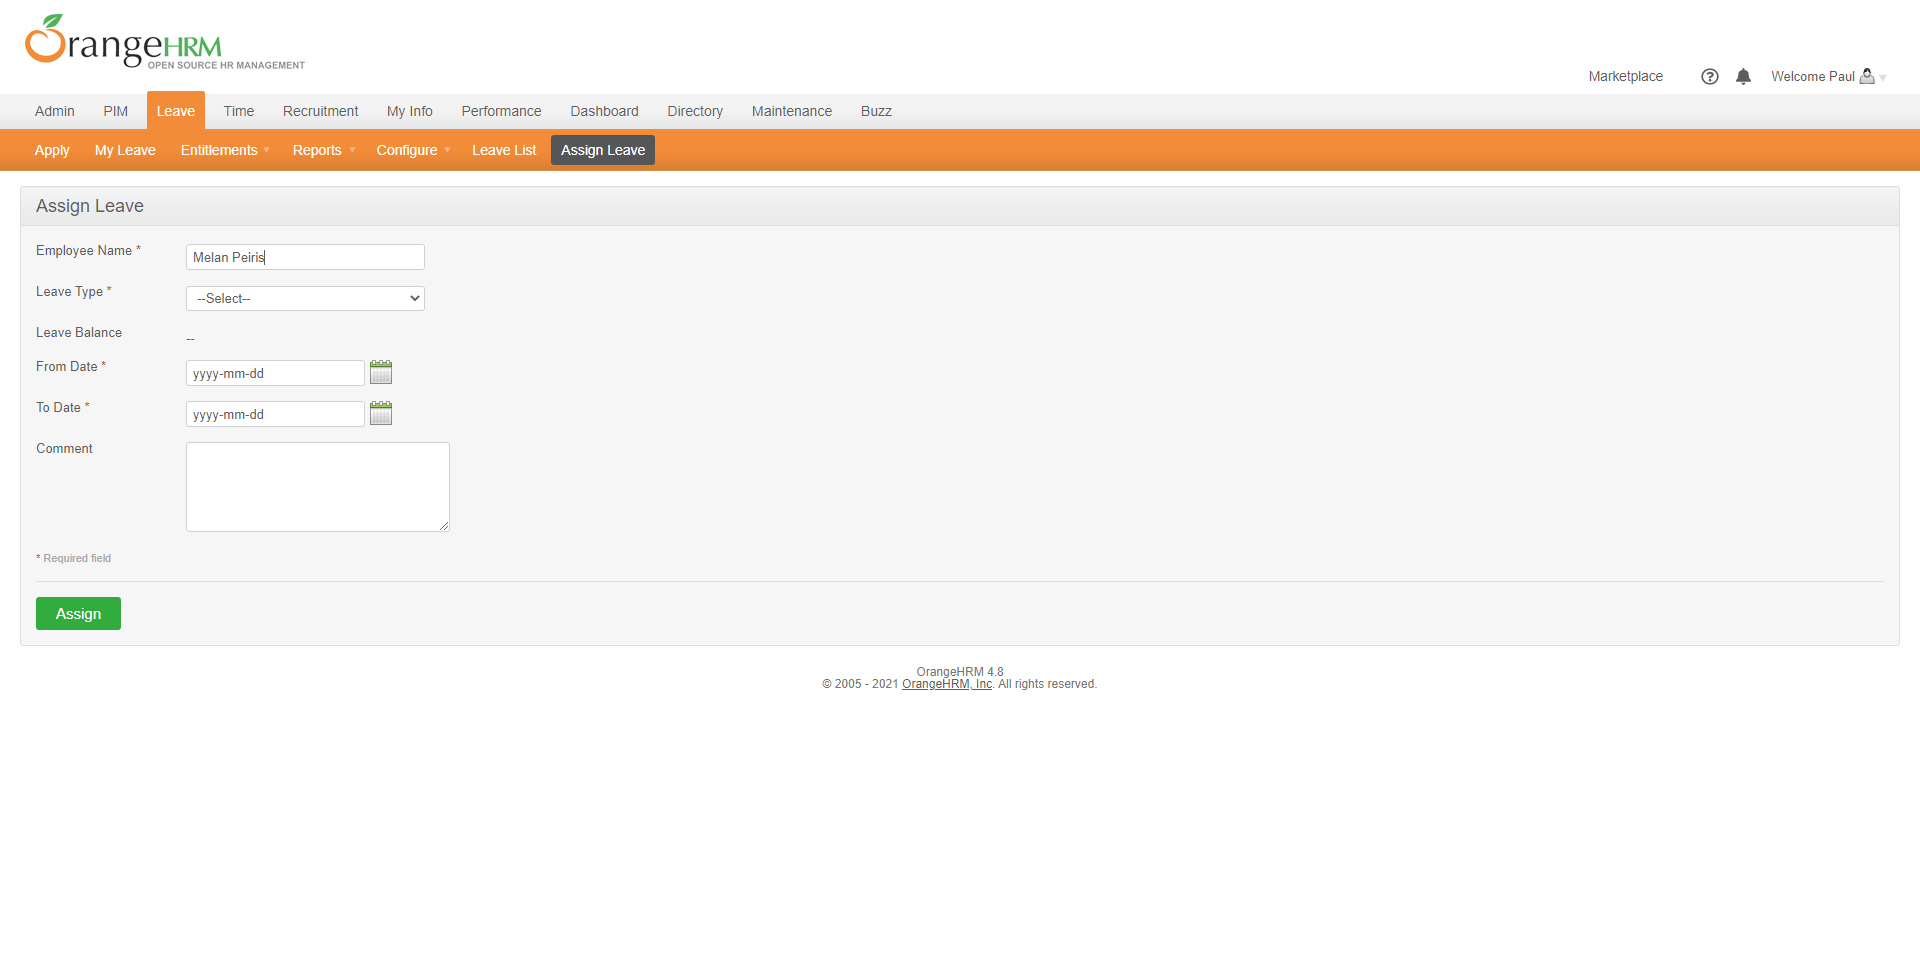 OrangeHRM
OPEN SOURCE HR MANAGEMENT
Marketplace
Welcome Paul
Admin PIM Leave Time Recruitment My Info Performance Dashboard Directory Maintenance Buzz
Apply My Leave Entitlements Reports Configure Leave List Assign Leave
Assign Leave
Employee Name * Melan Peiris
Leave Type * --Select--
Leave Balance --
From Date * yyyy-mm-dd
To Date * yyyy-mm-dd
Comment
* Required field
Assign
OrangeHRM 4.8
© 2005 - 2021 OrangeHRM, Inc. All rights reserved.